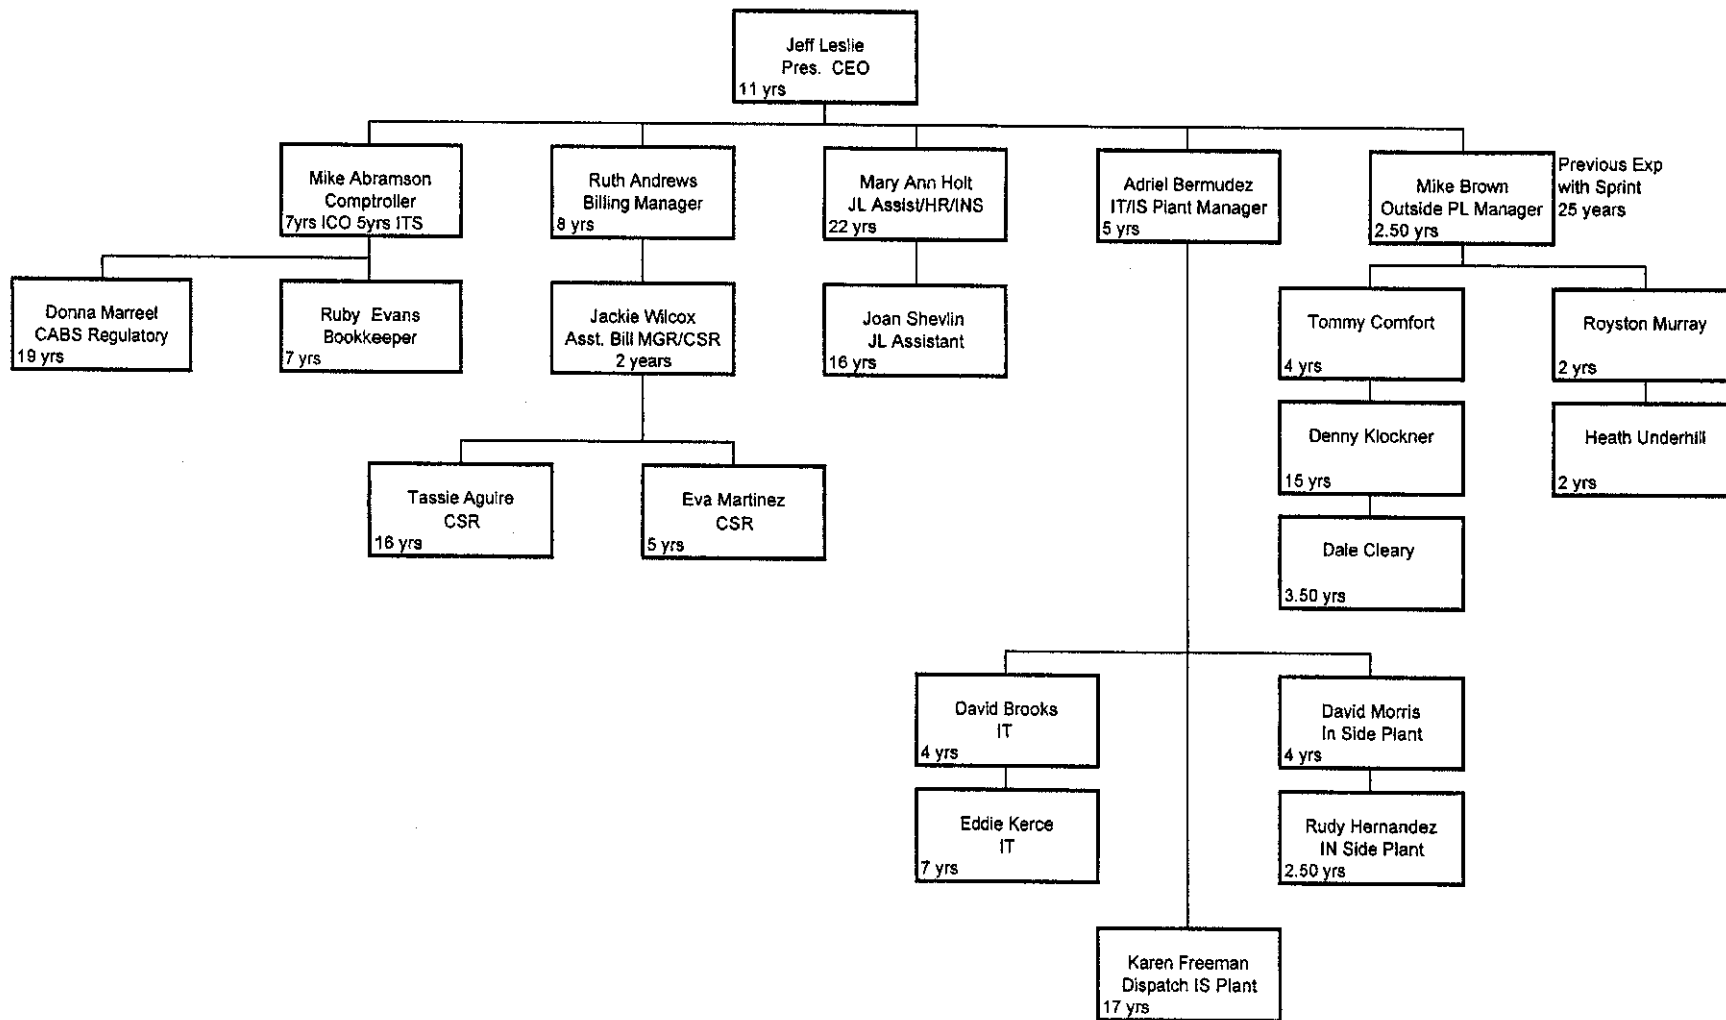 Jeff Leslie
Pres. CEO
11 yrs
Mike Abramson
Comptroller
7yrs ICO 5yrs ITS
Ruth Andrews
Billing Manager
8 yrs
Mary Ann Holt
JL Assist/HR/INS
22 yrs
Adriel Bermudez
IT/IS Plant Manager
5 yrs
Mike Brown
Outside PL Manager
2.50 yrs
Previous Exp
with Sprint
25 years
Donna Marreel
CABS Regulatory
19 yrs
Ruby Evans
Bookkeeper
7 yrs
Jackie Wilcox
Asst. Bill MGR/CSR
2 years
Joan Shevlin
JL Assistant
16 yrs
Tommy Comfort
4 yrs
Royston Murray
2 yrs
Denny Klockner
15 yrs
Heath Underhill
2 yrs
Tassie Aguire
CSR
16 yrs
Eva Martinez
CSR
5 yrs
Dale Cleary
3.50 yrs
David Brooks
IT
4 yrs
David Morris
In Side Plant
4 yrs
Eddie Kerce
IT
7 yrs
Rudy Hernandez
IN Side Plant
2.50 yrs
Karen Freeman
Dispatch IS Plant
17 yrs